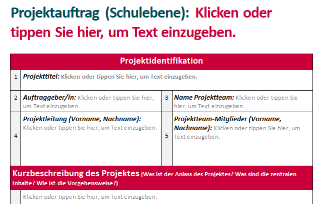 Projektauftrag (Schulebene): Klicken oder
tippen Sie hier, um Text einzugeben.
Projektidentifikation
1 Projekttitel: Klicken oder tippen Sie hier, um Text einzugeben.
2 Auftraggeber/in: Klicken oder tippen Sie hier,
um Text einzugeben
3 Name Projektteam: Klicken oder tippen Sie hier,
um Text einzugeben.
4 Projektleitung (Vorname, Nachname):
Klicken oder tippen Sie hier, um Text einzugeben.
5 Projektteam-Mitglieder (Vorname,
Nachname): Klicken oder tippen Sie hier, um
Text einzugeben.
Kurzbeschreibung des Projektes (Was ist der Anlass des Projektes? Was sind die zentralen
Inhalte? Wie ist die Vorgehensweise?)
Klicken oder tippen Sie hier, um Text einzugeben.